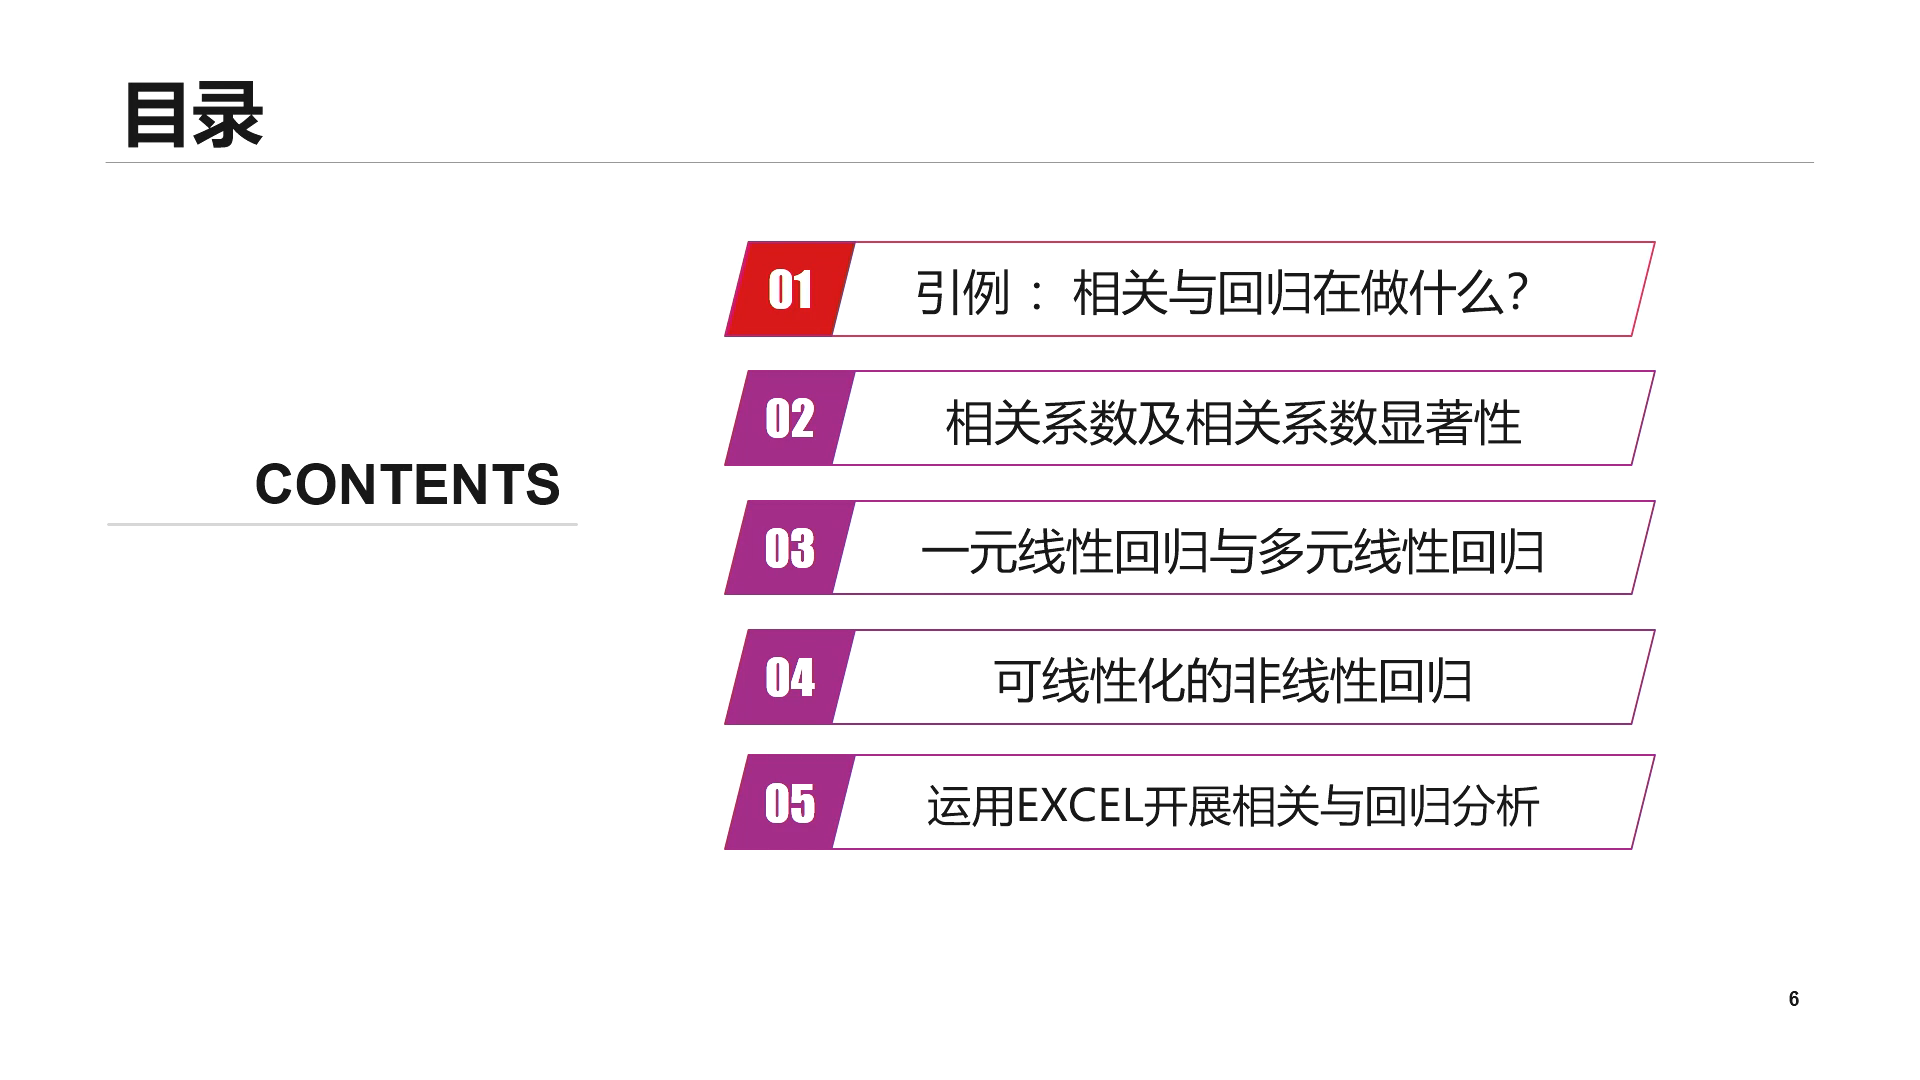 目录
CONTENTS
01 引例：相关与回归在做什么?
02 相关系数及相关系数显著性
03 一元线性回归与多元线性回归
04 可线性化的非线性回归
05 运用EXCEL开展相关与回归分析
6